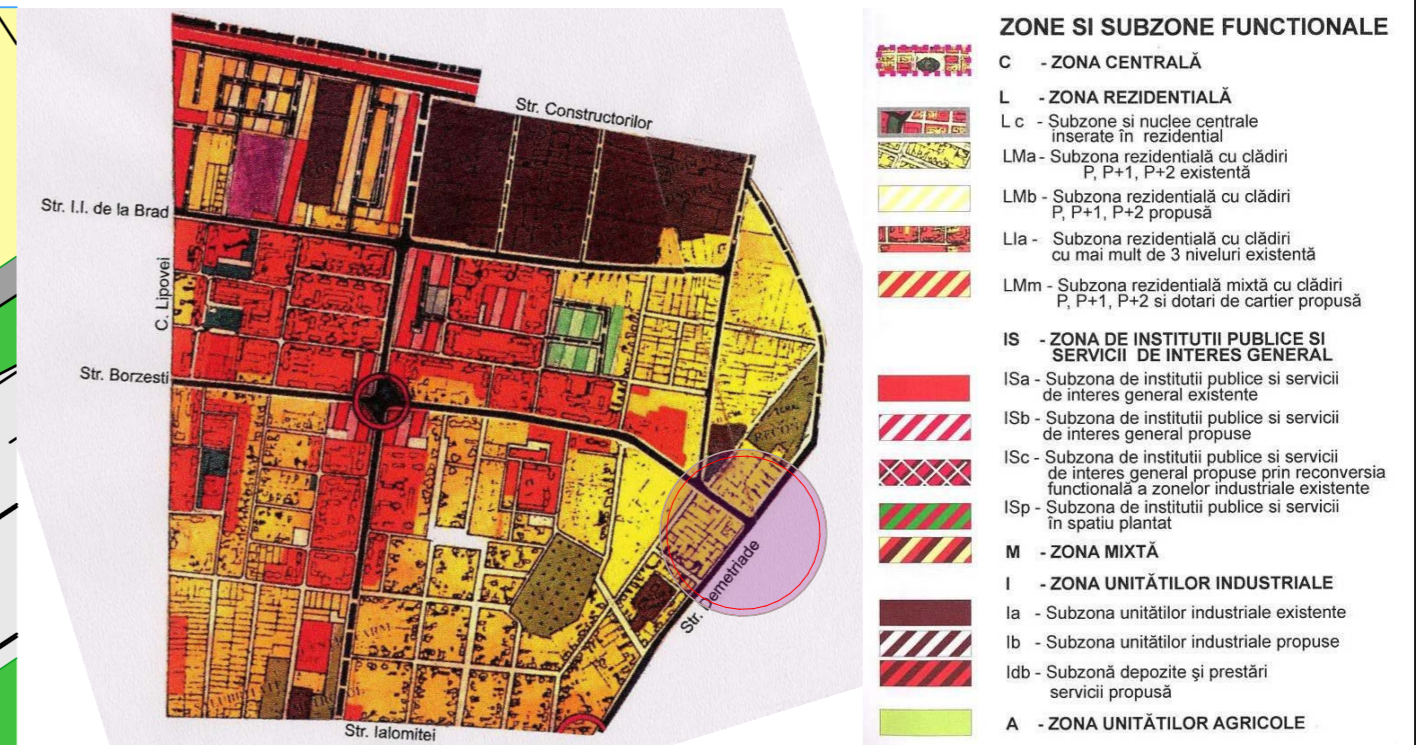 Str. Constructorilor
Str. I.I. de la Brad
C. Lipovei
Str. Borzesti
Str. Demetriade
Str. Ialomitei
ZONE SI SUBZONE FUNCTIONALE
C - ZONA CENTRALĂ
L - ZONA REZIDENTIALĂ
L c - Subzone si nuclee centrale
inserate în rezidential
LMa - Subzona rezidentială cu clădiri
P, P+1, P+2 existentă
LMb - Subzona rezidentială cu clădiri
P, P+1, P+2 propusă
LIa - Subzona rezidentială cu clădiri
cu mai mult de 3 niveluri existentă
LMm - Subzona rezidentială mixtă cu clădiri
P, P+1, P+2 si dotari de cartier propusă
IS - ZONA DE INSTITUTII PUBLICE SI
SERVICII DE INTERES GENERAL
ISa - Subzona de institutii publice si servicii
de interes general existente
ISb - Subzona de institutii publice si servicii
de interes general propuse
ISc - Subzona de institutii publice si servicii
de interes general propuse prin reconversia
functională a zonelor industriale existente
ISp - Subzona de institutii publice si servicii
în spatiu plantat
M - ZONA MIXTĂ
I - ZONA UNITĂTILOR INDUSTRIALE
Ia - Subzona unitătilor industriale existente
Ib - Subzona unitătilor industriale propuse
Idb - Subzonă depozite şi prestări
servicii propusă
A - ZONA UNITĂTILOR AGRICOLE